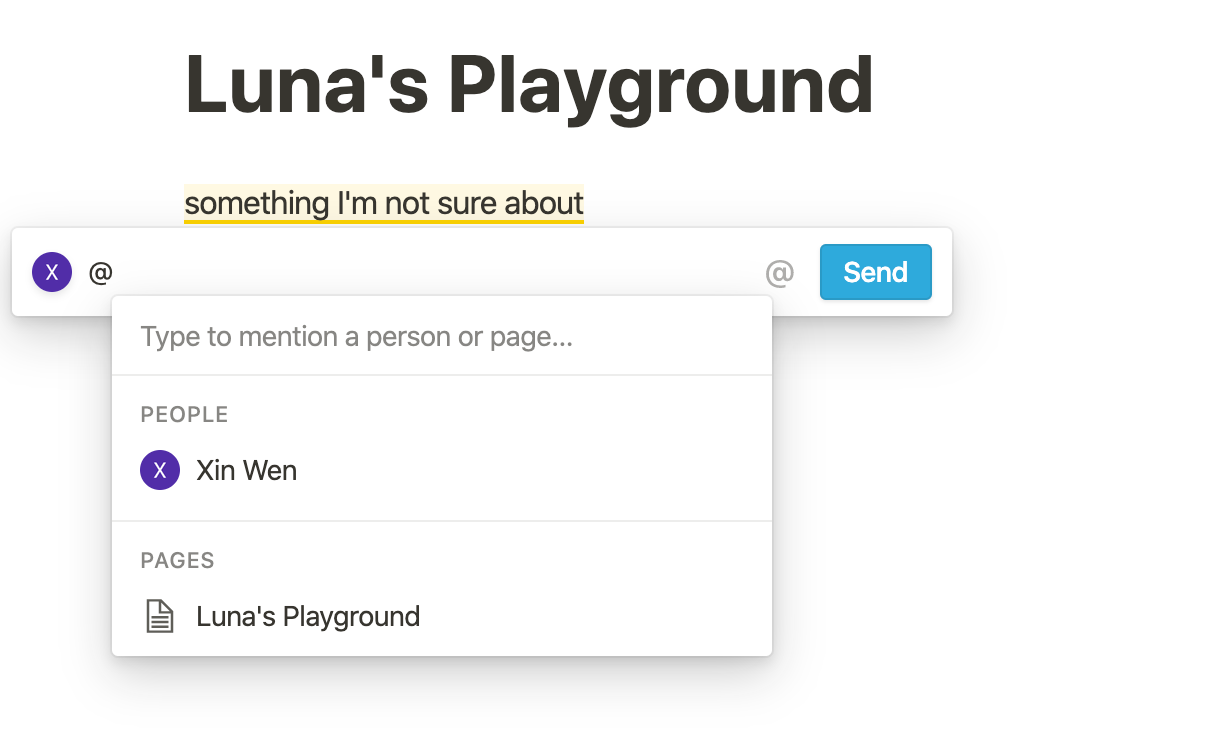 Luna's Playground
something I'm not sure about
X @ @ Send
Type to mention a person or page...
PEOPLE
X Xin Wen
PAGES
Luna's Playground